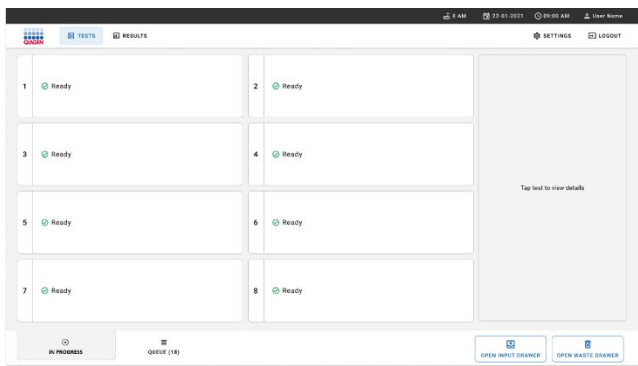 8 AM 22-01-2021 09:00 AM User Name
QIAGEN TESTS RESULTS SETTINGS LOGOUT
1 Ready
2 Ready
3 Ready
4 Ready
Tap test to view details
5 Ready
6 Ready
7 Ready
8 Ready
IN PROGRESS
QUEUE (18)
OPEN INPUT DRAWER
OPEN WASTE DRAWER